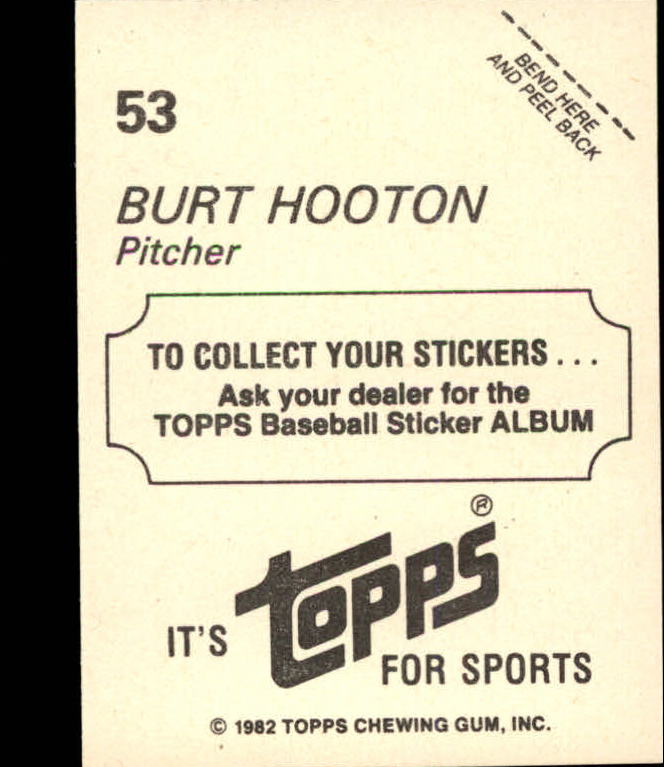 53
BEND HERE
AND PEEL BACK
BURT HOOTON
Pitcher
TO COLLECT YOUR STICKERS...
Ask your dealer for the
TOPPS Baseball Sticker ALBUM
IT'S topps®
FOR SPORTS
© 1982 TOPPS CHEWING GUM, INC.